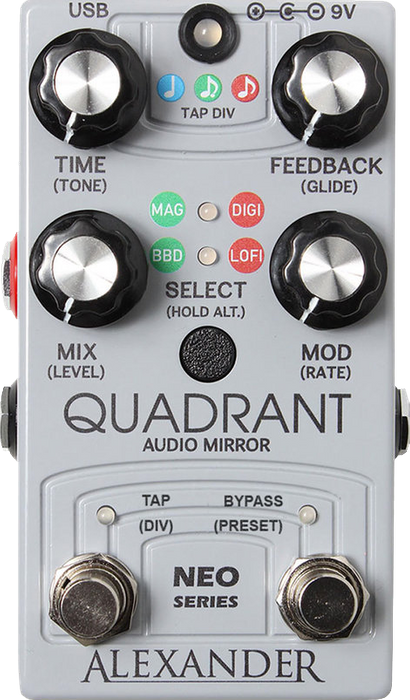 USB 9V
TAP DIV
TIME FEEDBACK
(TONE) (GLIDE)
MAG DIGI
BBD LOFI
SELECT
(HOLD ALT.)
MIX MOD
(LEVEL) (RATE)
QUADRANT
AUDIO MIRROR
TAP BYPASS
(DIV) (PRESET)
NEO
SERIES
ALEXANDER